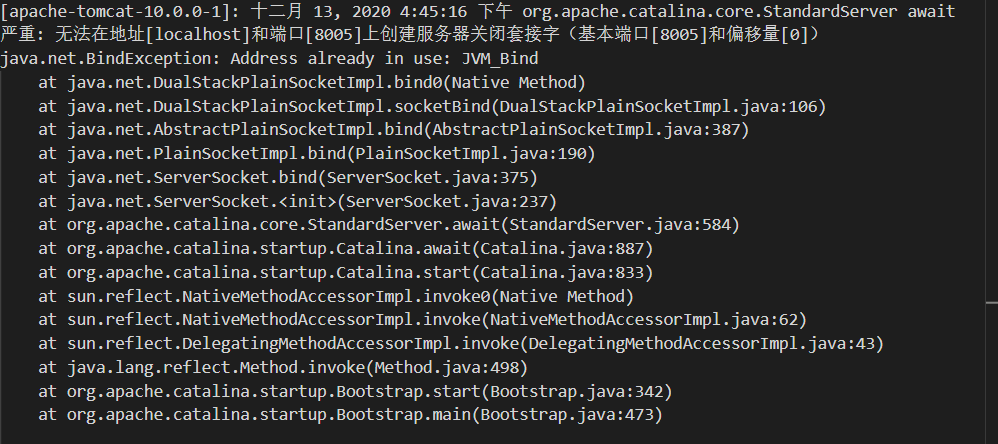 [apache-tomcat-10.0.0-1]: 十二月 13, 2020 4:45:16 下午 org.apache.catalina.core.StandardServer await
严重: 无法在地址[localhost]和端口[8005]上创建服务器关闭套接字（基本端口[8005]和偏移量[0]）
java.net.BindException: Address already in use: JVM_Bind
    at java.net.DualStackPlainSocketImpl.bind0(Native Method)
    at java.net.DualStackPlainSocketImpl.socketBind(DualStackPlainSocketImpl.java:106)
    at java.net.AbstractPlainSocketImpl.bind(AbstractPlainSocketImpl.java:387)
    at java.net.PlainSocketImpl.bind(PlainSocketImpl.java:190)
    at java.net.ServerSocket.bind(ServerSocket.java:375)
    at java.net.ServerSocket.<init>(ServerSocket.java:237)
    at org.apache.catalina.core.StandardServer.await(StandardServer.java:584)
    at org.apache.catalina.startup.Catalina.await(Catalina.java:887)
    at org.apache.catalina.startup.Catalina.start(Catalina.java:833)
    at sun.reflect.NativeMethodAccessorImpl.invoke0(Native Method)
    at sun.reflect.NativeMethodAccessorImpl.invoke(NativeMethodAccessorImpl.java:62)
    at sun.reflect.DelegatingMethodAccessorImpl.invoke(DelegatingMethodAccessorImpl.java:43)
    at java.lang.reflect.Method.invoke(Method.java:498)
    at org.apache.catalina.startup.Bootstrap.start(Bootstrap.java:342)
    at org.apache.catalina.startup.Bootstrap.main(Bootstrap.java:473)